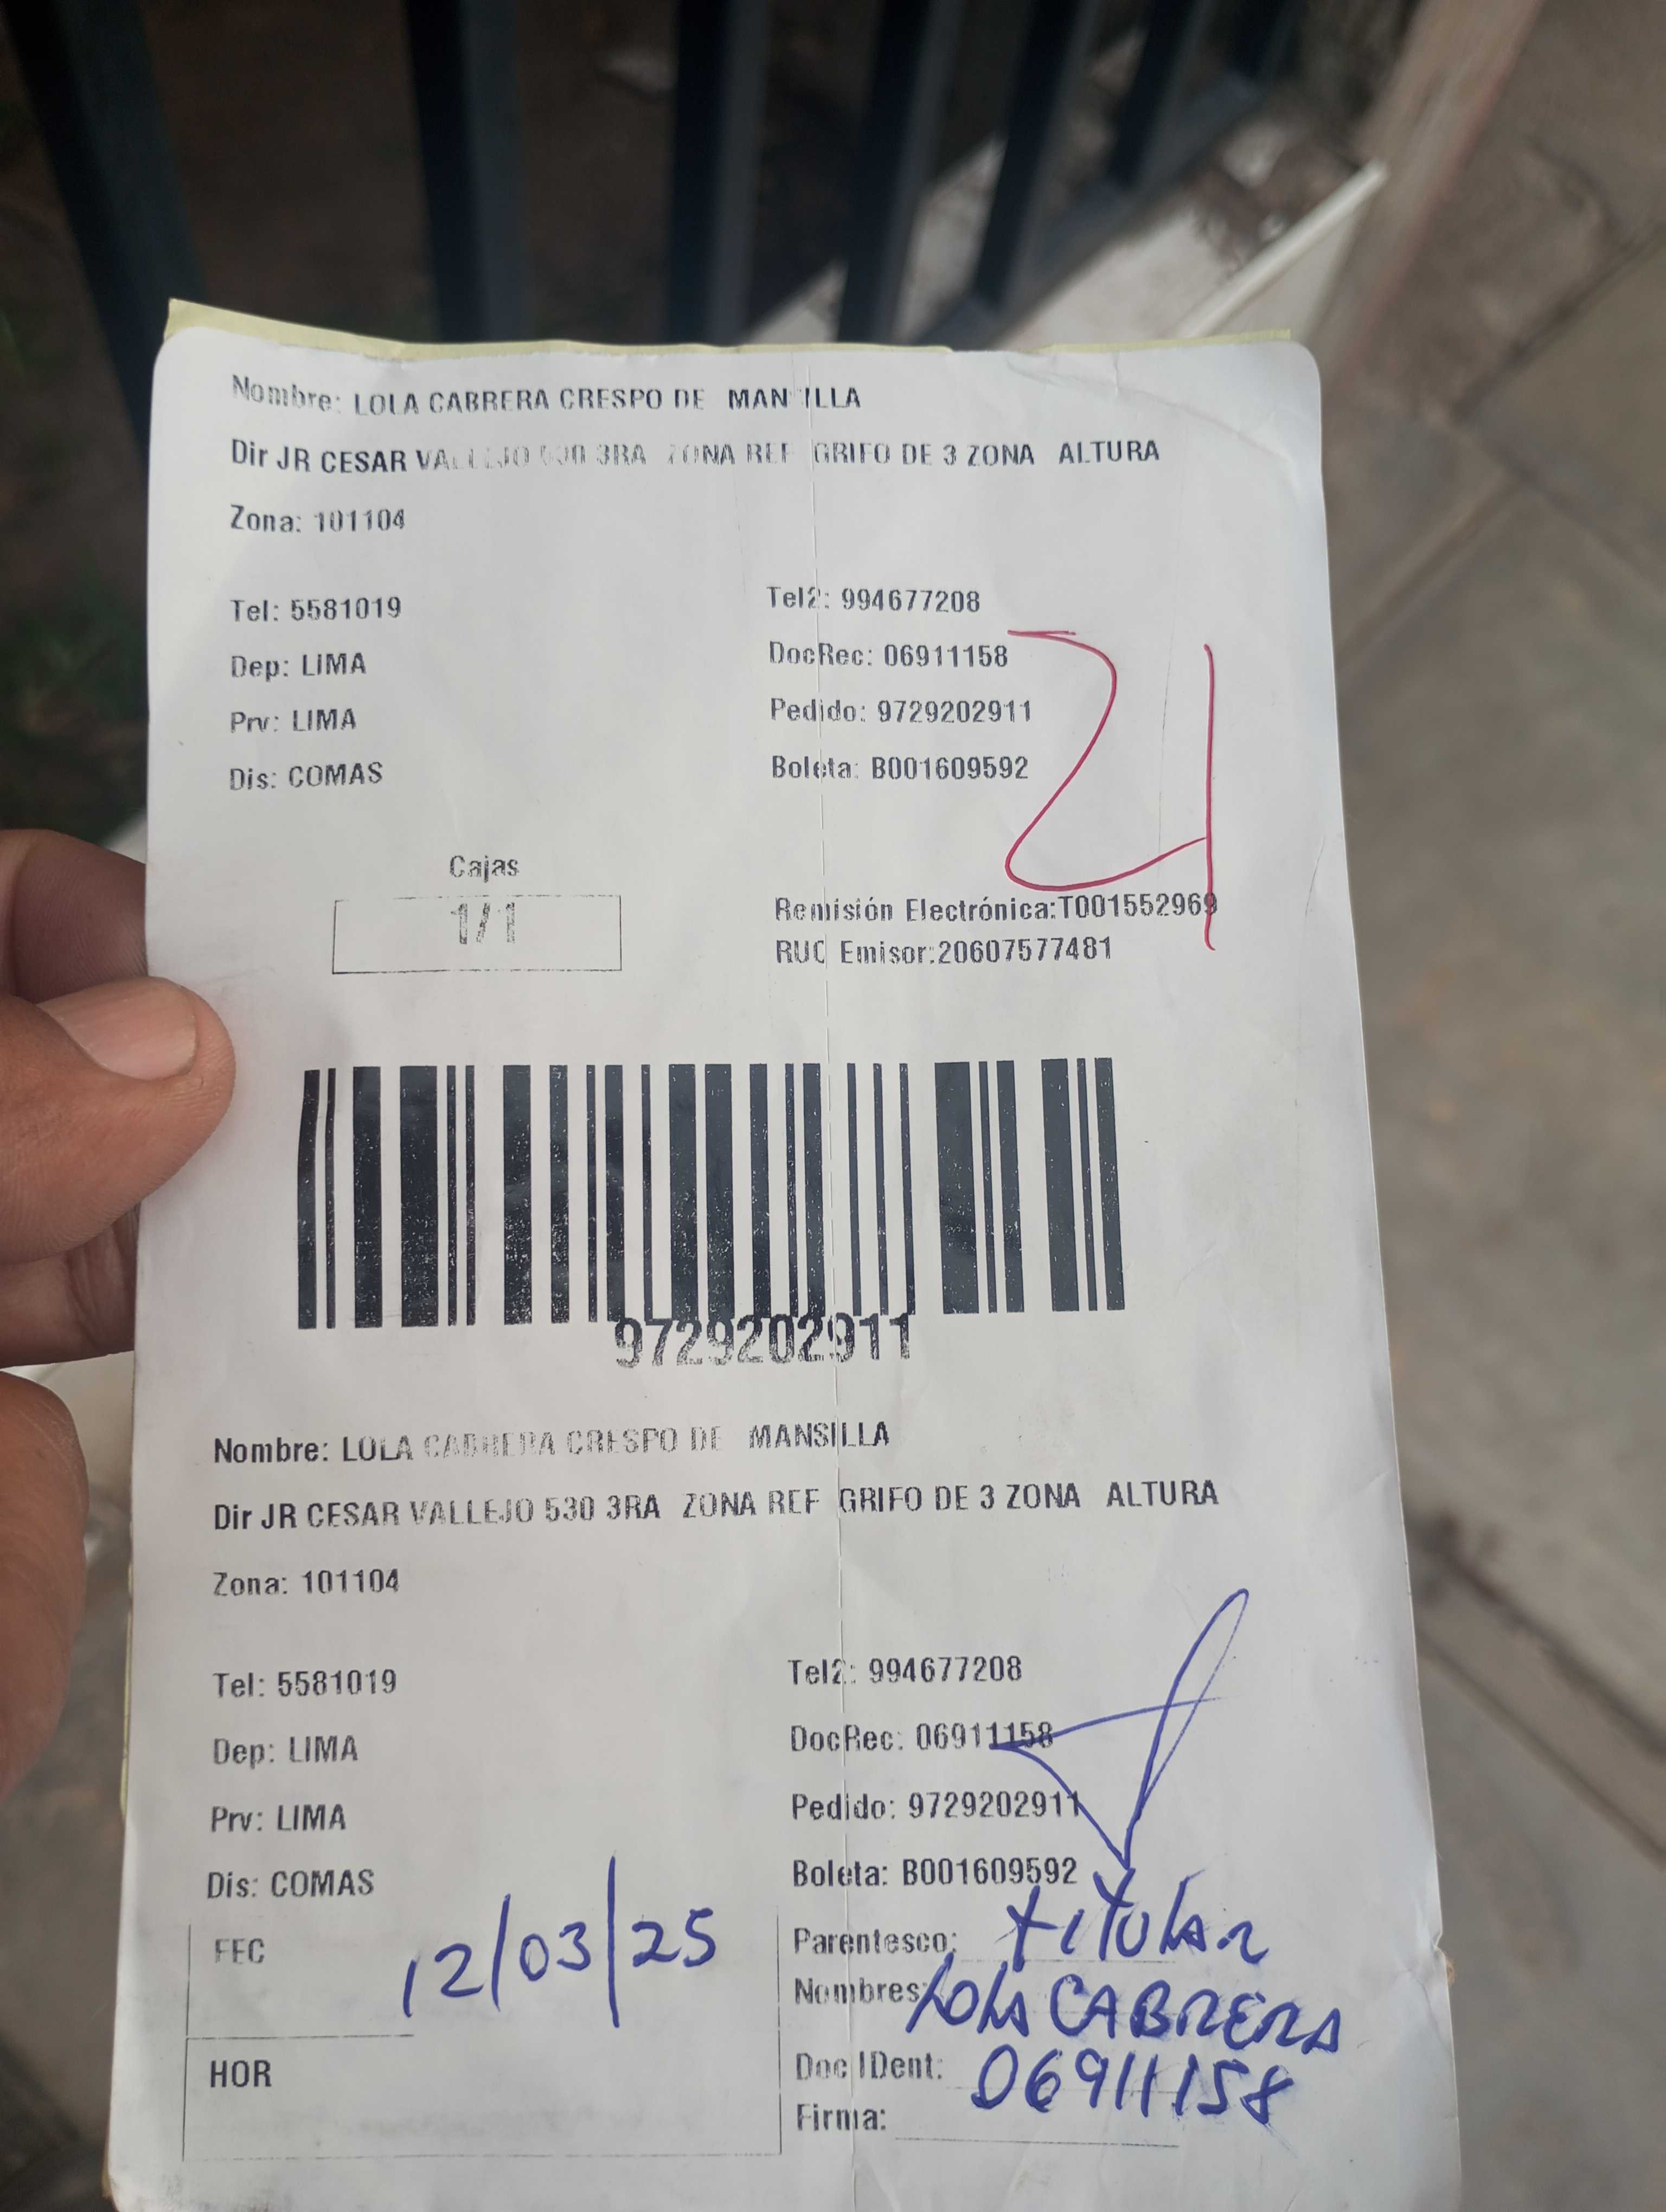 Nombre: LOLA CABRERA CRESPO DE MANSILLA
Dir JR CESAR VALLEJO 530 3RA ZONA REF GRIFO DE 3 ZONA ALTURA
Zona: 101104
Tel: 5581019 Tel2: 994677208
Dep: LIMA DocRec: 06911158
Prv: LIMA Pedido: 9729202911
Dis: COMAS Boleta: B001609592
21
Cajas
1/1
Remisión Electrónica:T001552969
RUC Emisor:20607577481
9729202911
Nombre: LOLA CABRERA CRESPO DE MANSILLA
Dir JR CESAR VALLEJO 530 3RA ZONA REF GRIFO DE 3 ZONA ALTURA
Zona: 101104
Tel: 5581019 Tel2: 994677208
Dep: LIMA DocRec: 06911158
Prv: LIMA Pedido: 9729202911
Dis: COMAS Boleta: B001609592
FEC 12/03/25 Parentesco: titular
Nombres: Lola CABRERA
HOR Doc IDent: 06911158
Firma: